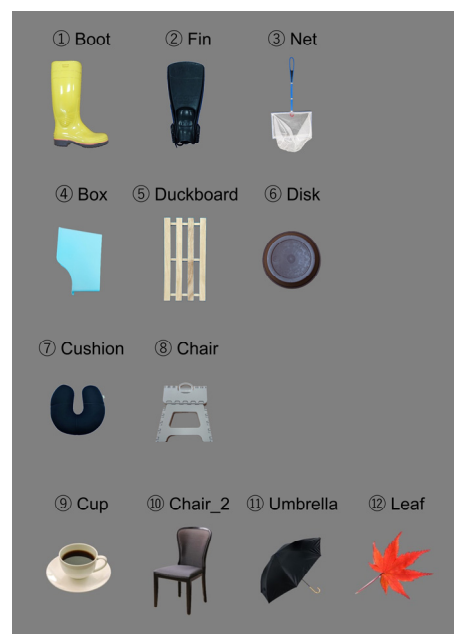 ① Boot ② Fin ③ Net
④ Box ⑤ Duckboard ⑥ Disk
⑦ Cushion ⑧ Chair
⑨ Cup ⑩ Chair_2 ⑪ Umbrella ⑫ Leaf